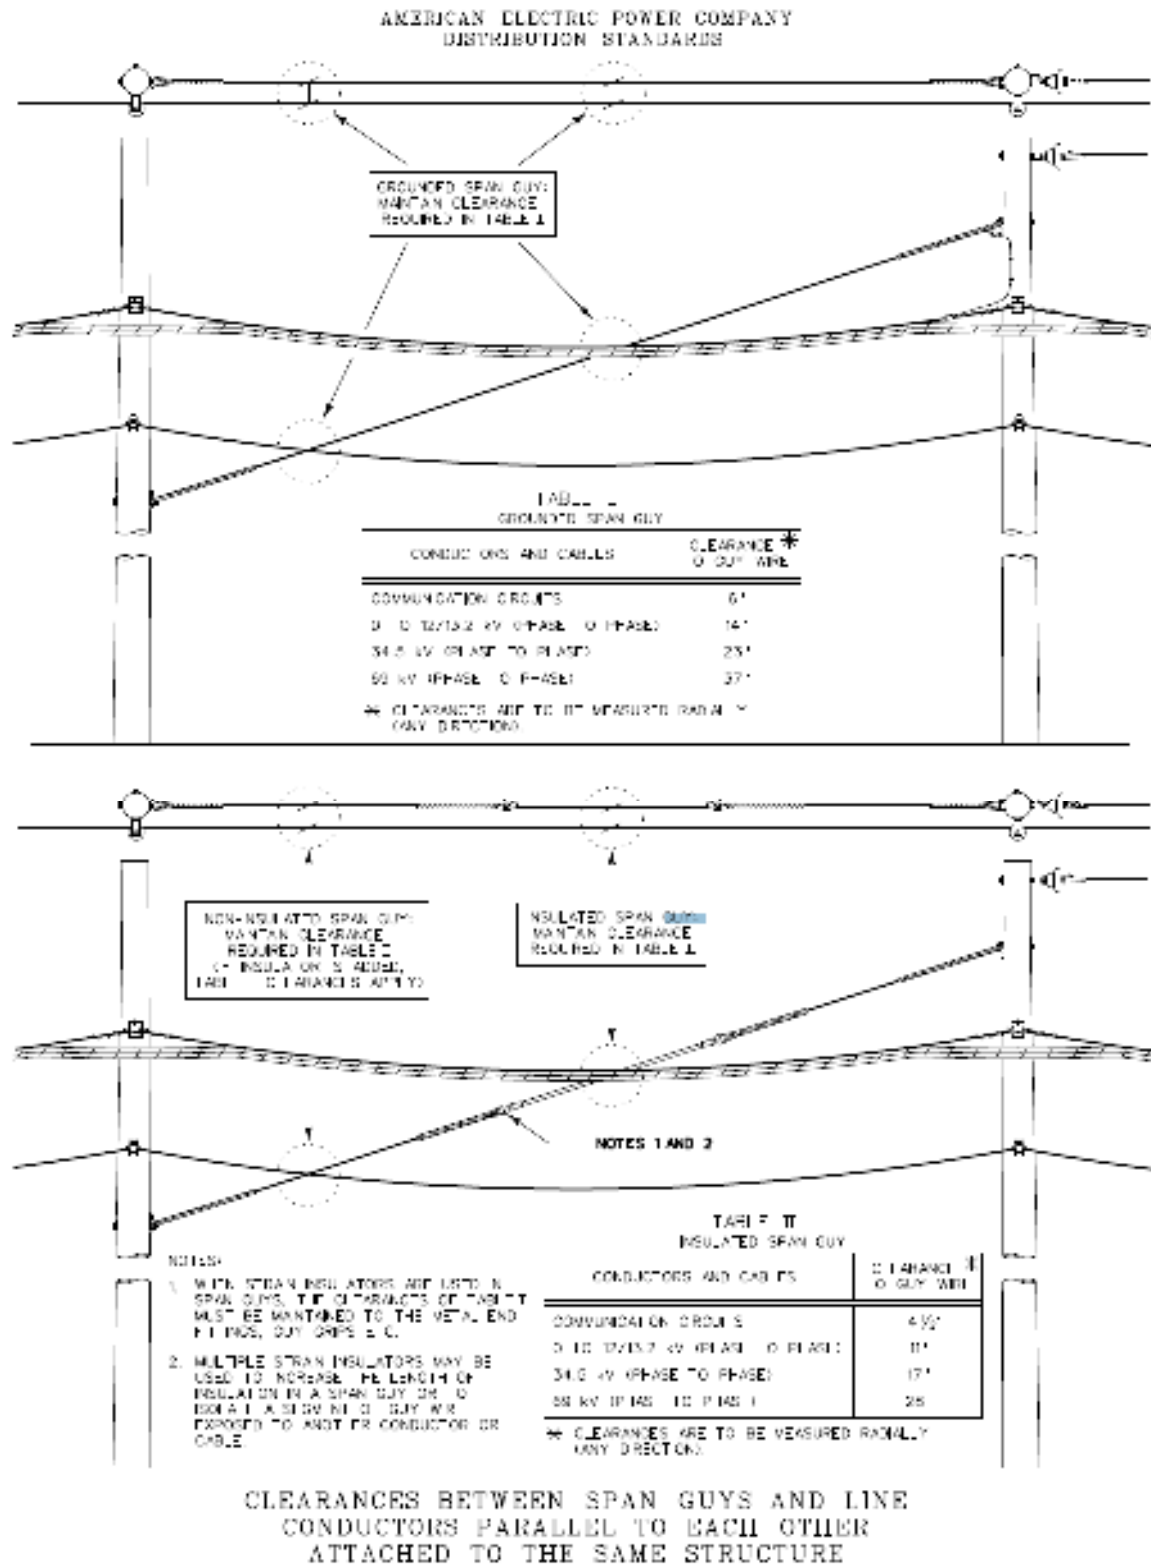 AMERICAN ELECTRIC POWER COMPANY
DISTRIBUTION STANDARDS
GROUNDED SPAN GUY:
MAINTAIN CLEARANCE
REQUIRED IN TABLE I
TABLE I
GROUNDED SPAN GUY
CONDUCTORS AND CABLES
CLEARANCE *
TO GUY WIRE
COMMUNICATION CIRCUITS 6"
0 TO 12/13.2 kV (PHASE TO PHASE) 14"
34.5 kV (PHASE TO PHASE) 23"
69 kV (PHASE TO PHASE) 37"
* CLEARANCES ARE TO BE MEASURED RADIALLY
(ANY DIRECTION).
NON-INSULATED SPAN GUY:
MAINTAIN CLEARANCE
REQUIRED IN TABLE I
(IF INSULATOR IS ADDED,
TABLE II CLEARANCES APPLY)
INSULATED SPAN GUY:
MAINTAIN CLEARANCE
REQUIRED IN TABLE II
NOTES 1 AND 2
TABLE II
INSULATED SPAN GUY
CONDUCTORS AND CABLES
CLEARANCE *
TO GUY WIRE
COMMUNICATION CIRCUITS 4 1/2"
0 TO 12/13.2 kV (PHASE TO PHASE) 11"
34.5 kV (PHASE TO PHASE) 17"
69 kV (PHASE TO PHASE)
* CLEARANCES ARE TO BE MEASURED RADIALLY
(ANY DIRECTION).
NOTES:
1. WHEN STRAIN INSULATORS ARE USED IN
SPAN GUYS, THE CLEARANCES OF TABLE I
MUST BE MAINTAINED TO THE METAL END
FITTINGS, GUY GRIPS ETC.
2. MULTIPLE STRAIN INSULATORS MAY BE
USED TO INCREASE THE LENGTH OF
INSULATION IN A SPAN GUY OR TO
ISOLATE A SEGMENT OF GUY WIRE
EXPOSED TO ANOTHER CONDUCTOR OR
CABLE.
CLEARANCES BETWEEN SPAN GUYS AND LINE
CONDUCTORS PARALLEL TO EACH OTHER
ATTACHED TO THE SAME STRUCTURE